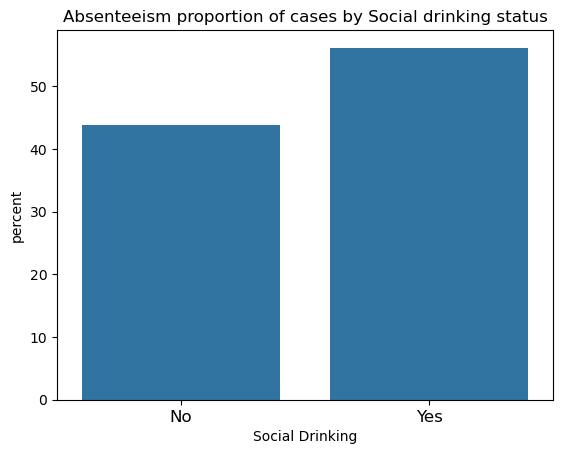 Absenteeism proportion of cases by Social drinking status
percent
50
40
30
20
10
0
No Yes
Social Drinking